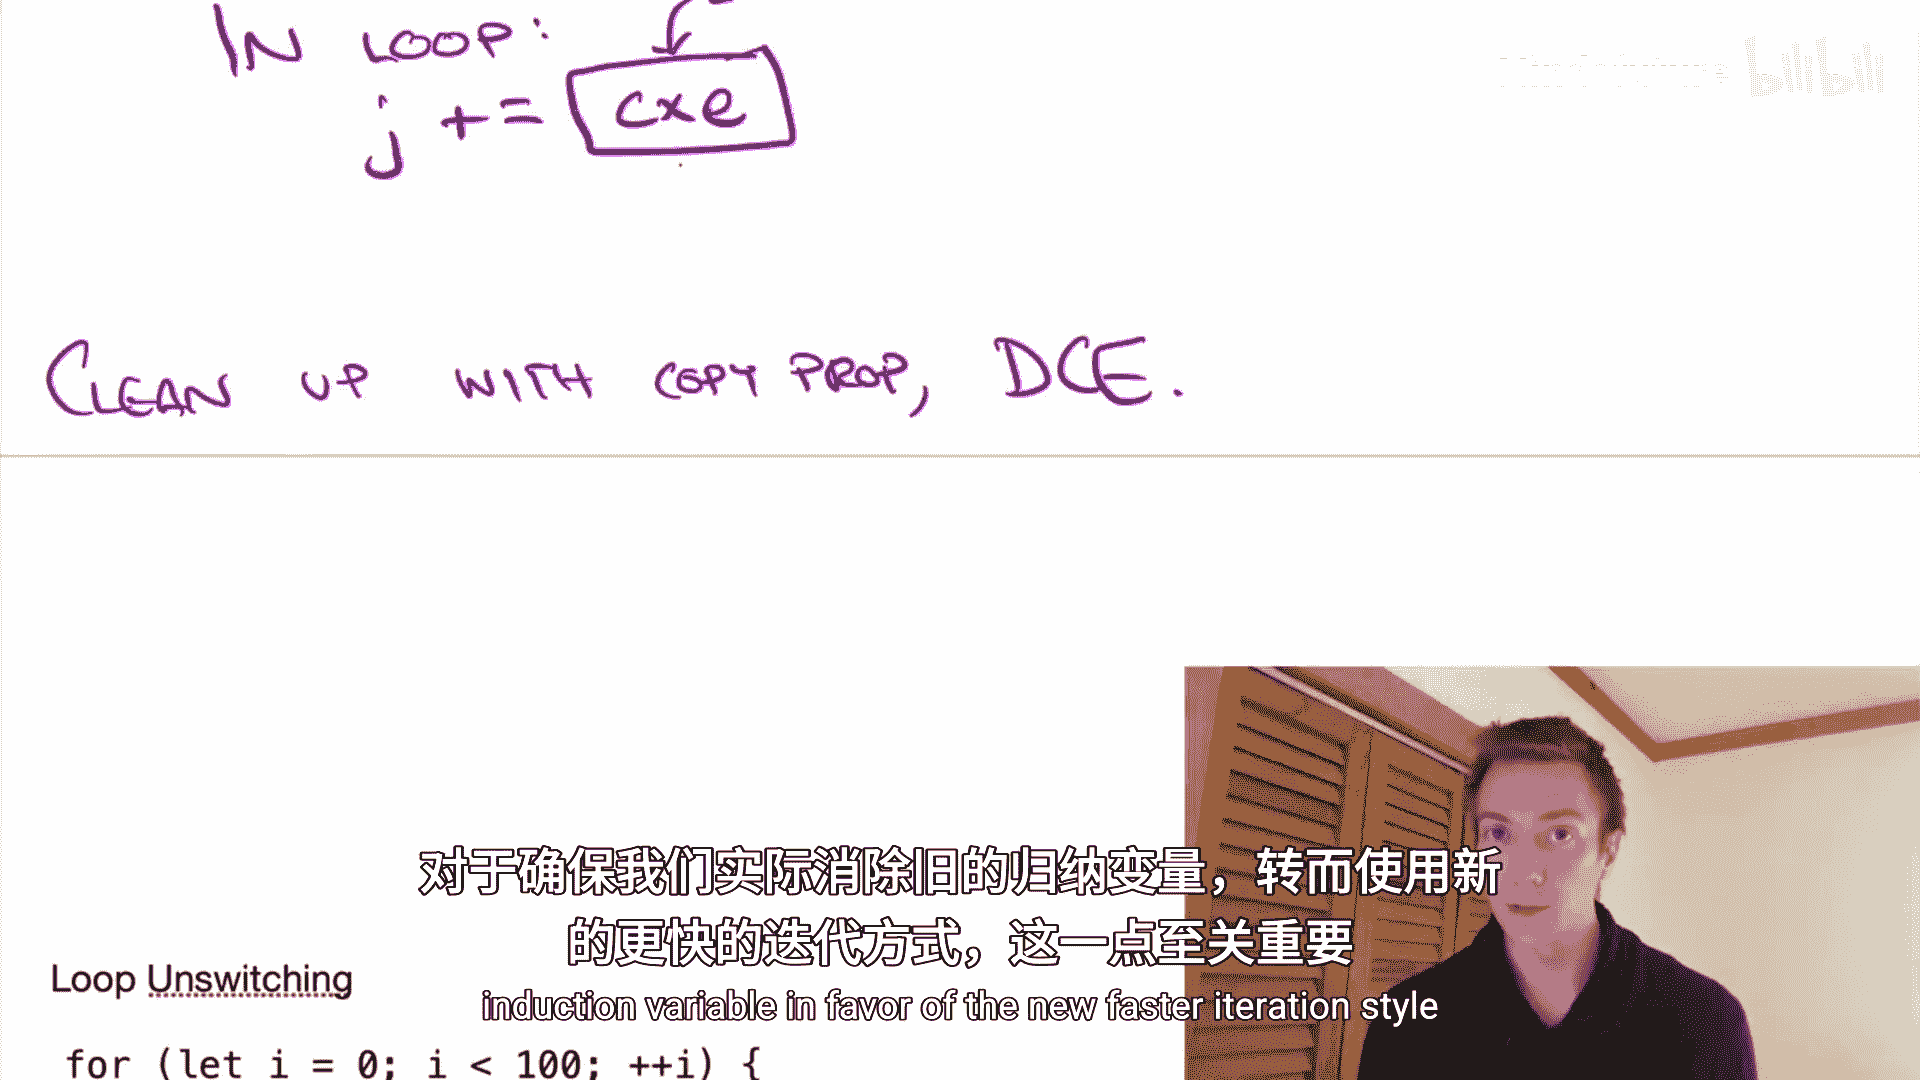 IN LOOP:
j += cxe
CLEAN UP WITH COPY PROP, DCE.
对于确保我们实际消除旧的归纳变量，转而使用新
的更快的迭代方式，这一点至关重要
induction variable in favor of the new faster iteration style
Loop Unswitching
for (let i = 0; i < 100; ++i) {
bilibili